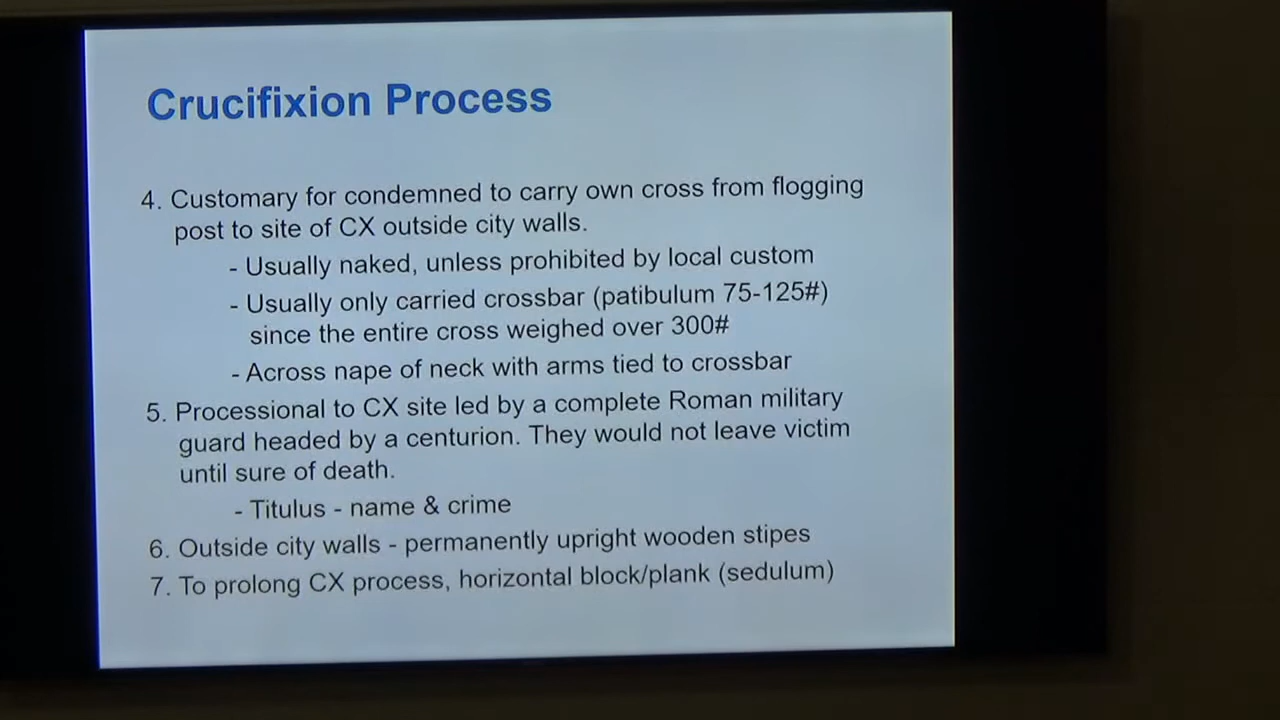 Crucifixion Process
4. Customary for condemned to carry own cross from flogging
post to site of CX outside city walls.
- Usually naked, unless prohibited by local custom
- Usually only carried crossbar (patibulum 75-125#)
since the entire cross weighed over 300#
- Across nape of neck with arms tied to crossbar
5. Processional to CX site led by a complete Roman military
guard headed by a centurion. They would not leave victim
until sure of death.
- Titulus - name & crime
6. Outside city walls - permanently upright wooden stipes
7. To prolong CX process, horizontal block/plank (sedulum)